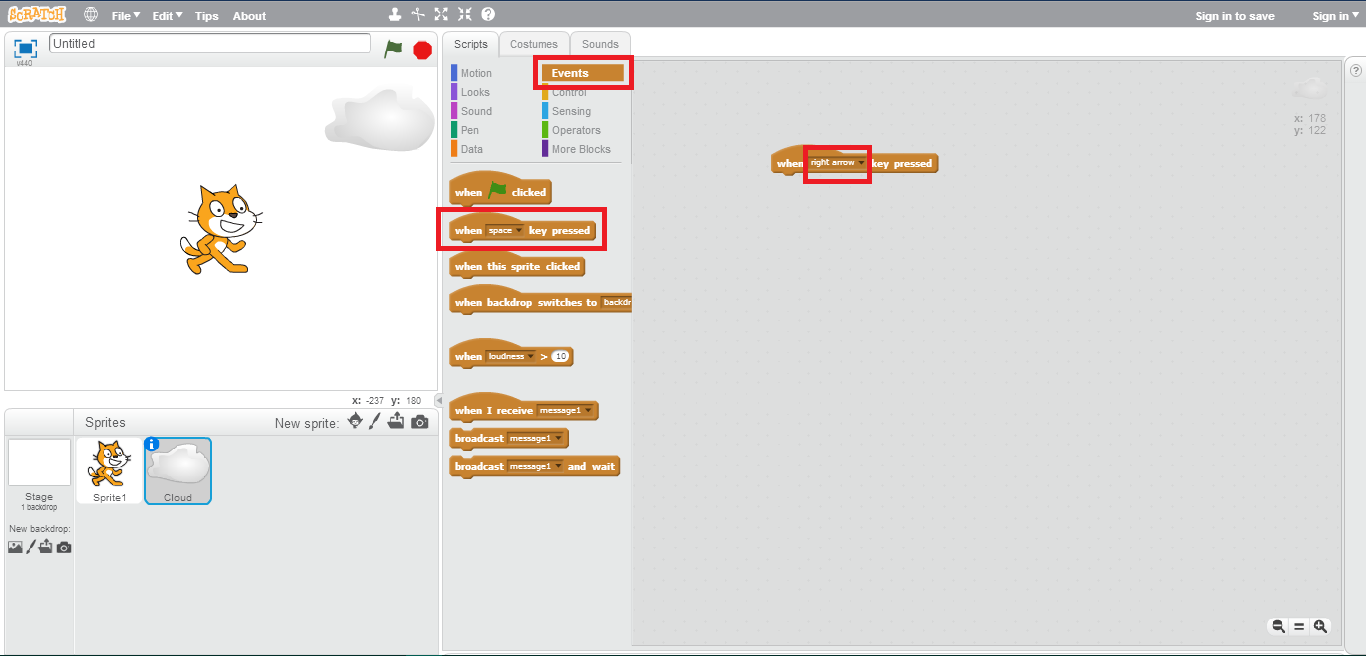 SCRATCH File Edit Tips About Sign in to save Sign in
v440
Untitled
Scripts Costumes Sounds
Motion Events
Looks Control
Sound Sensing
Pen Operators
Data More Blocks
when clicked
when space key pressed
when this sprite clicked
when backdrop switches to backdr
when loudness > 10
when I receive message1
broadcast message1
broadcast message1 and wait
when right arrow key pressed
x: 178
y: 122
x: -237 y: 180
Sprites New sprite:
Stage
1 backdrop
New backdrop:
Sprite1
Cloud